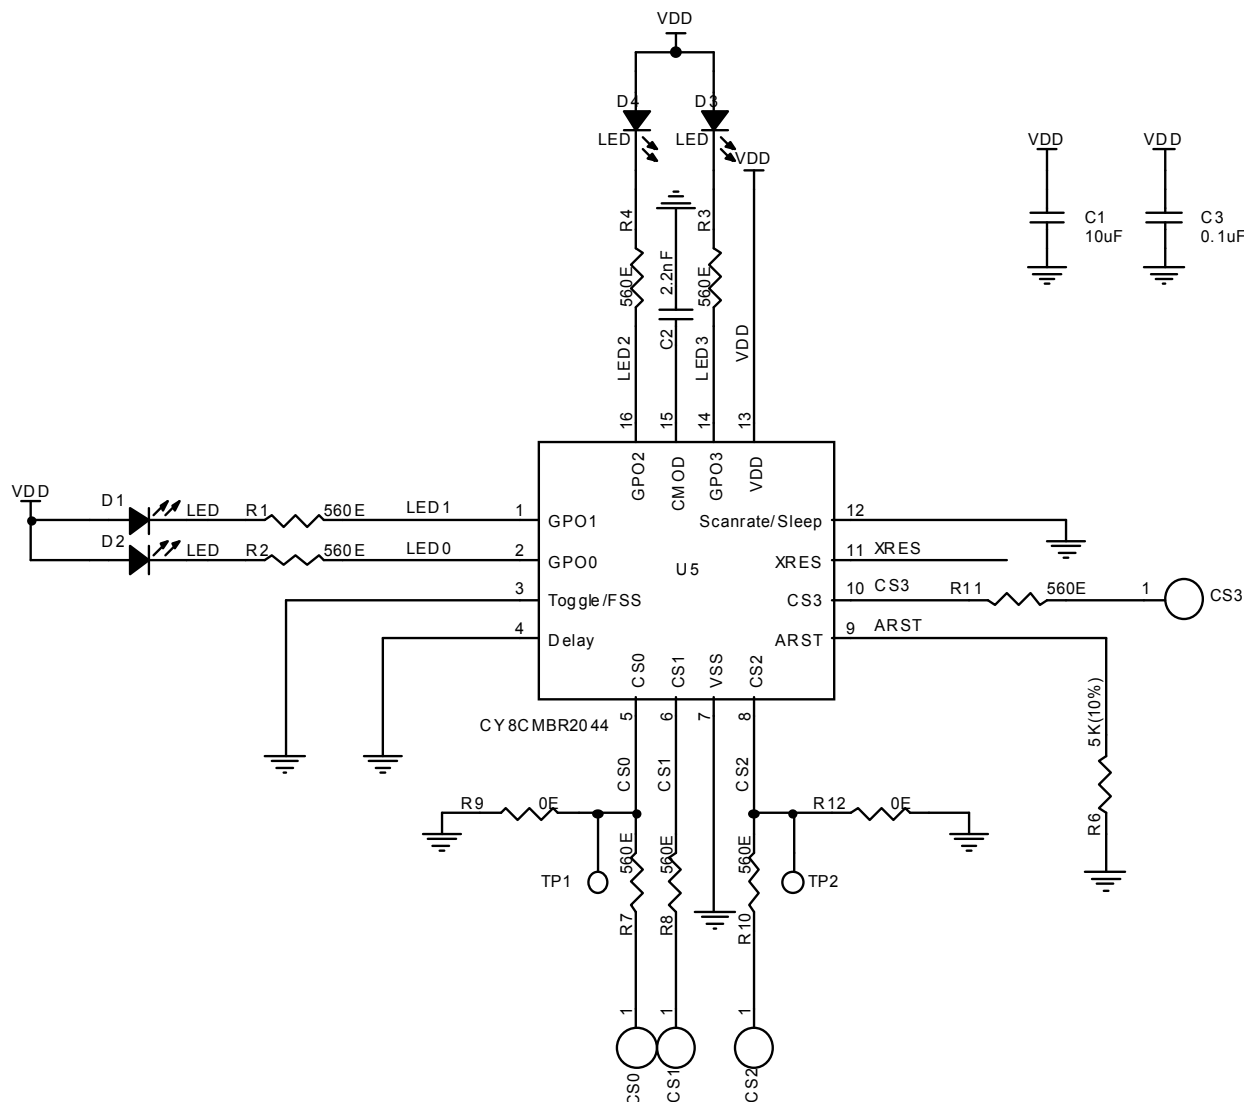 VDD
D4
D3
LED
LED
VDD
VDD
VDD
R4
R3
C1
10uF
C3
0.1uF
560E
2.2nF
560E
C2
LED2
LED3
VDD
16
15
14
13
GPO2
CMOD
GPO3
VDD
VDD
D1
LED
R1
560E
LED1
1
GPO1
Scanrate/Sleep
12
D2
LED
R2
560E
LED0
2
GPO0
U5
XRES
11
XRES
3
Toggle/FSS
CS3
10
CS3
R11
560E
1
CS3
4
Delay
ARST
9
ARST
CS0
CS1
VSS
CS2
CY8CMBR2044
5
6
7
8
5K(10%)
CS0
CS1
CS2
R9
0E
R12
0E
R6
560E
560E
560E
TP1
TP2
R7
R8
R10
1
1
1
CS0
CS1
CS2